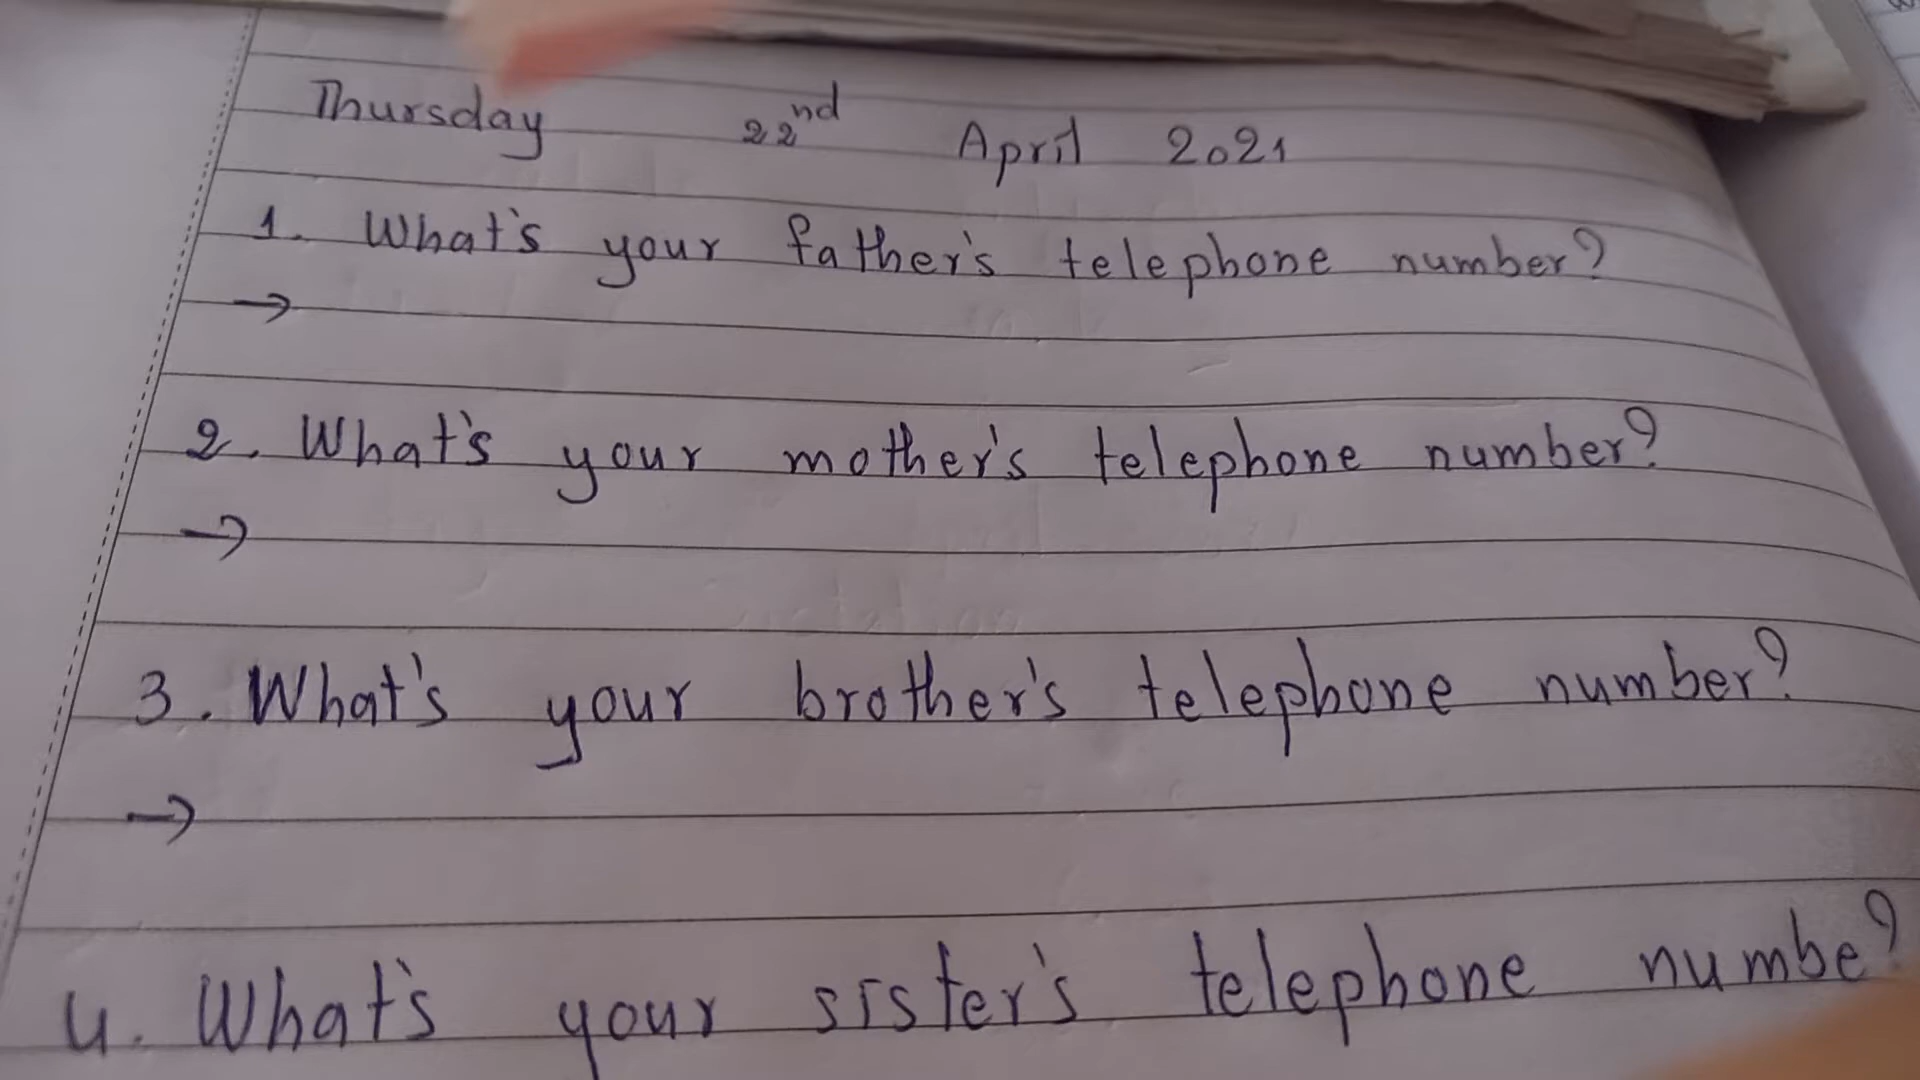 Thursday 22nd April 2021
1. What's your father's telephone number?
→
2. What's your mother's telephone number?
→
3. What's your brother's telephone number?
→
4. What's your sister's telephone numbe?